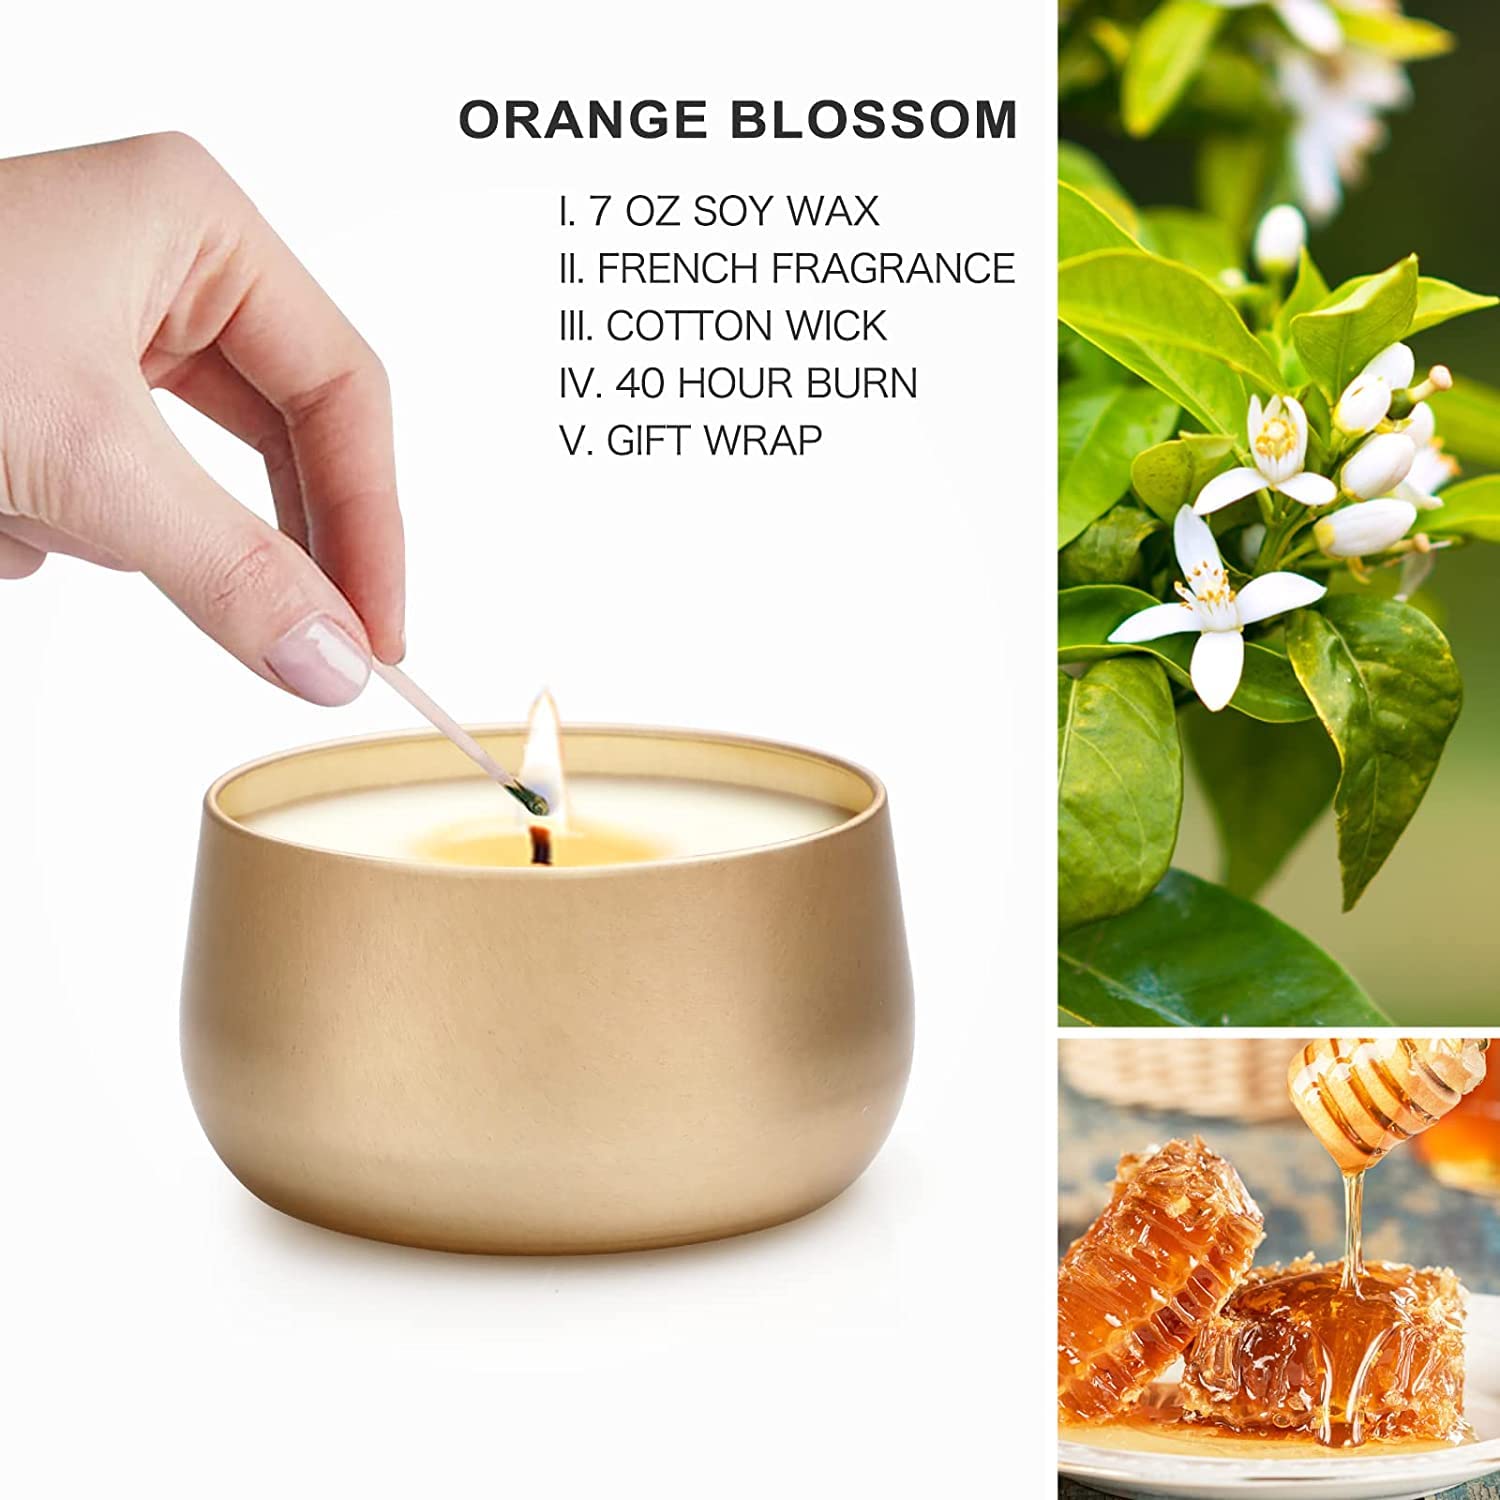 ORANGE BLOSSOM
I. 7 OZ SOY WAX
II. FRENCH FRAGRANCE
III. COTTON WICK
IV. 40 HOUR BURN
V. GIFT WRAP